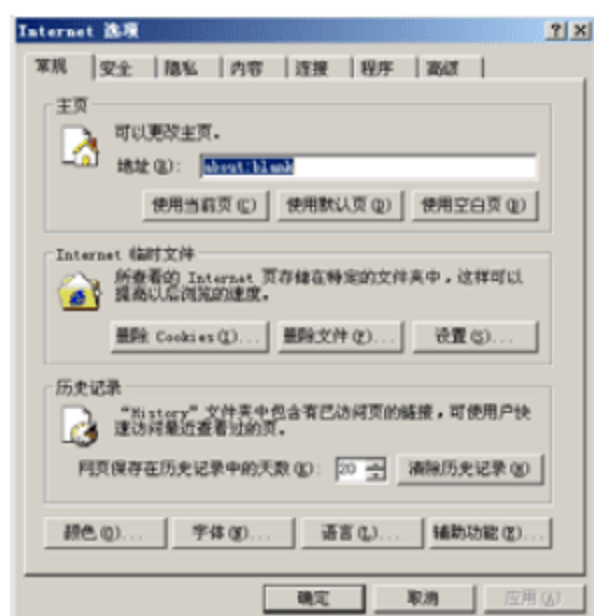 Internet 选项
常规 安全 隐私 内容 连接 程序 高级
主页
可以更改主页。
地址(R): about:blank
使用当前页(C) 使用默认页(D) 使用空白页(B)
Internet 临时文件
所查看的 Internet 页存储在特定的文件夹中，这样可以
提高以后浏览的速度。
删除 Cookies(I)... 删除文件(F)... 设置(S)...
历史记录
“History”文件夹中包含有已访问页的链接，可使用户快
速访问最近查看过的页。
网页保存在历史记录中的天数(K): 20 清除历史记录(H)
颜色(O)... 字体(N)... 语言(L)... 辅助功能(E)...
确定 取消 应用(A)